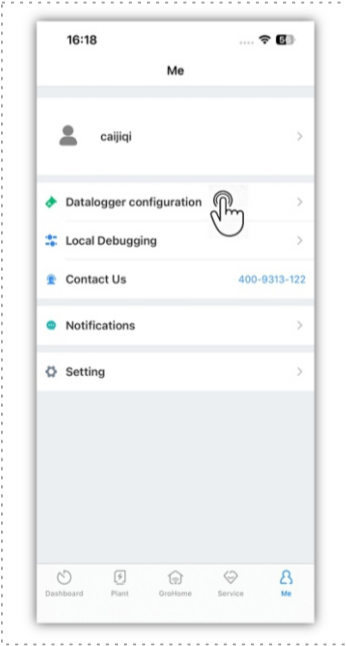 16:18
Me
caijiqi
Datalogger configuration
Local Debugging
Contact Us 400-9313-122
Notifications
Setting
Dashboard Plant GroHome Service Me